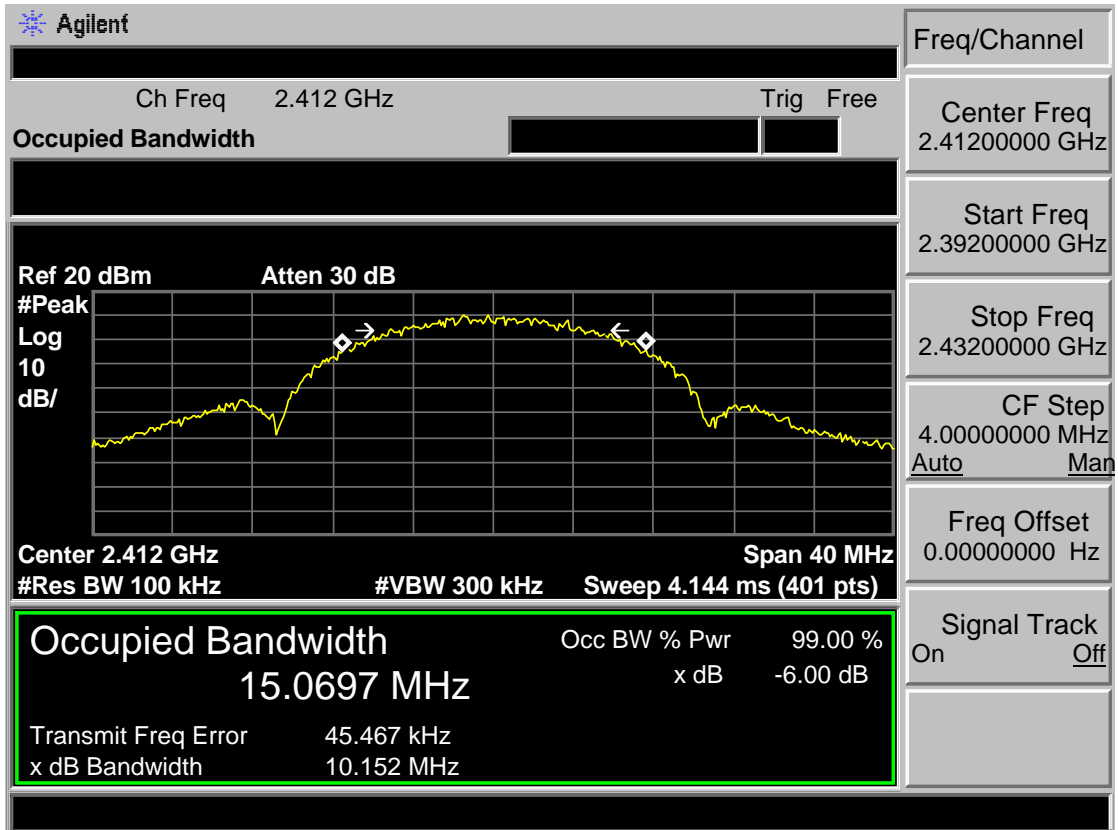 Agilent
Freq/Channel
Ch Freq 2.412 GHz Trig Free
Occupied Bandwidth
Center Freq
2.41200000 GHz
Start Freq
2.39200000 GHz
Stop Freq
2.43200000 GHz
CF Step
4.00000000 MHz
Auto Man
Freq Offset
0.00000000 Hz
Signal Track
On Off
Ref 20 dBm Atten 30 dB
#Peak
Log
10
dB/
Center 2.412 GHz Span 40 MHz
#Res BW 100 kHz #VBW 300 kHz Sweep 4.144 ms (401 pts)
Occupied Bandwidth Occ BW % Pwr 99.00 %
15.0697 MHz x dB -6.00 dB
Transmit Freq Error 45.467 kHz
x dB Bandwidth 10.152 MHz